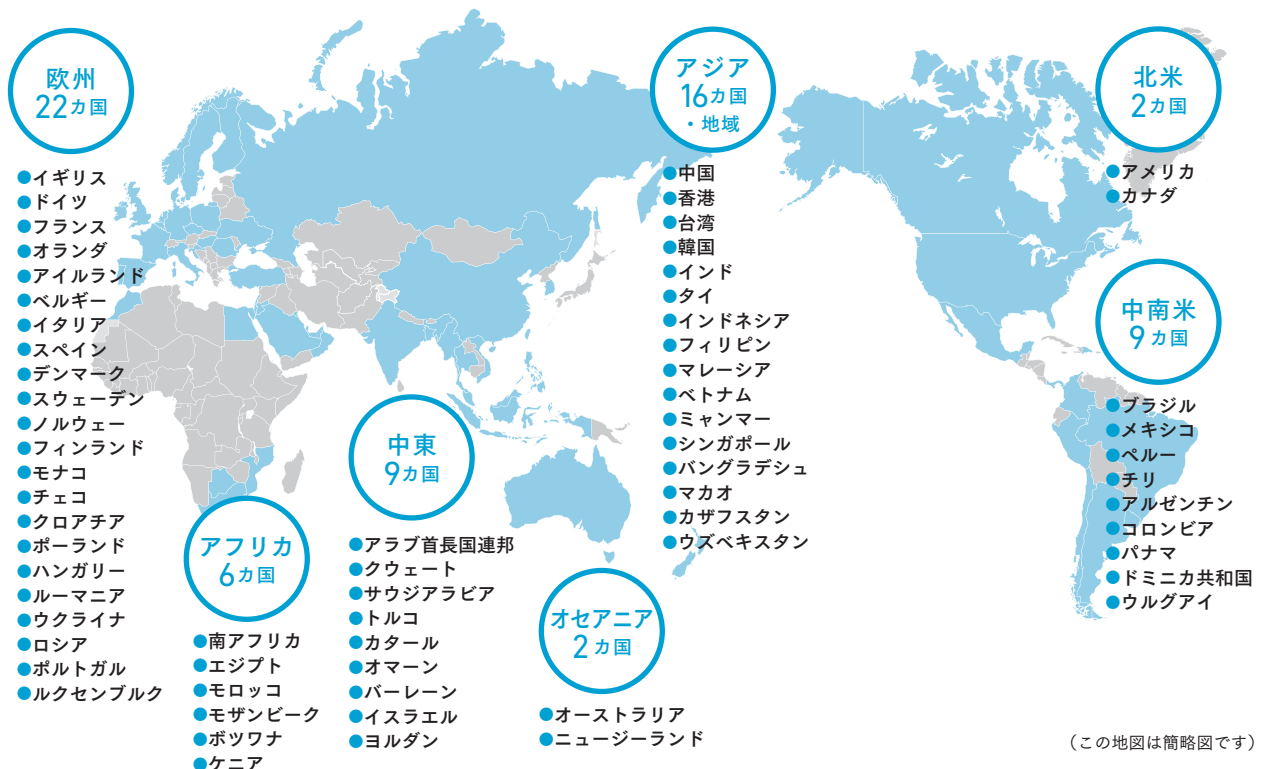 欧州
22カ国
●イギリス
●ドイツ
●フランス
●オランダ
●アイルランド
●ベルギー
●イタリア
●スペイン
●デンマーク
●スウェーデン
●ノルウェー
●フィンランド
●モナコ
●チェコ
●クロアチア
●ポーランド
●ハンガリー
●ルーマニア
●ウクライナ
●ロシア
●ポルトガル
●ルクセンブルク
アフリカ
6カ国
●南アフリカ
●エジプト
●モロッコ
●モザンビーク
●ボツワナ
●ケニア
中東
9カ国
●アラブ首長国連邦
●クウェート
●サウジアラビア
●トルコ
●カタール
●オマーン
●バーレーン
●イスラエル
●ヨルダン
オセアニア
2カ国
●オーストラリア
●ニュージーランド
アジア
16カ国
・地域
●中国
●香港
●台湾
●韓国
●インド
●タイ
●インドネシア
●フィリピン
●マレーシア
●ベトナム
●ミャンマー
●シンガポール
●バングラデシュ
●マカオ
●カザフスタン
●ウズベキスタン
北米
2カ国
●アメリカ
●カナダ
中南米
9カ国
●ブラジル
●メキシコ
●ペルー
●チリ
●アルゼンチン
●コロンビア
●パナマ
●ドミニカ共和国
●ウルグアイ
（この地図は簡略図です）